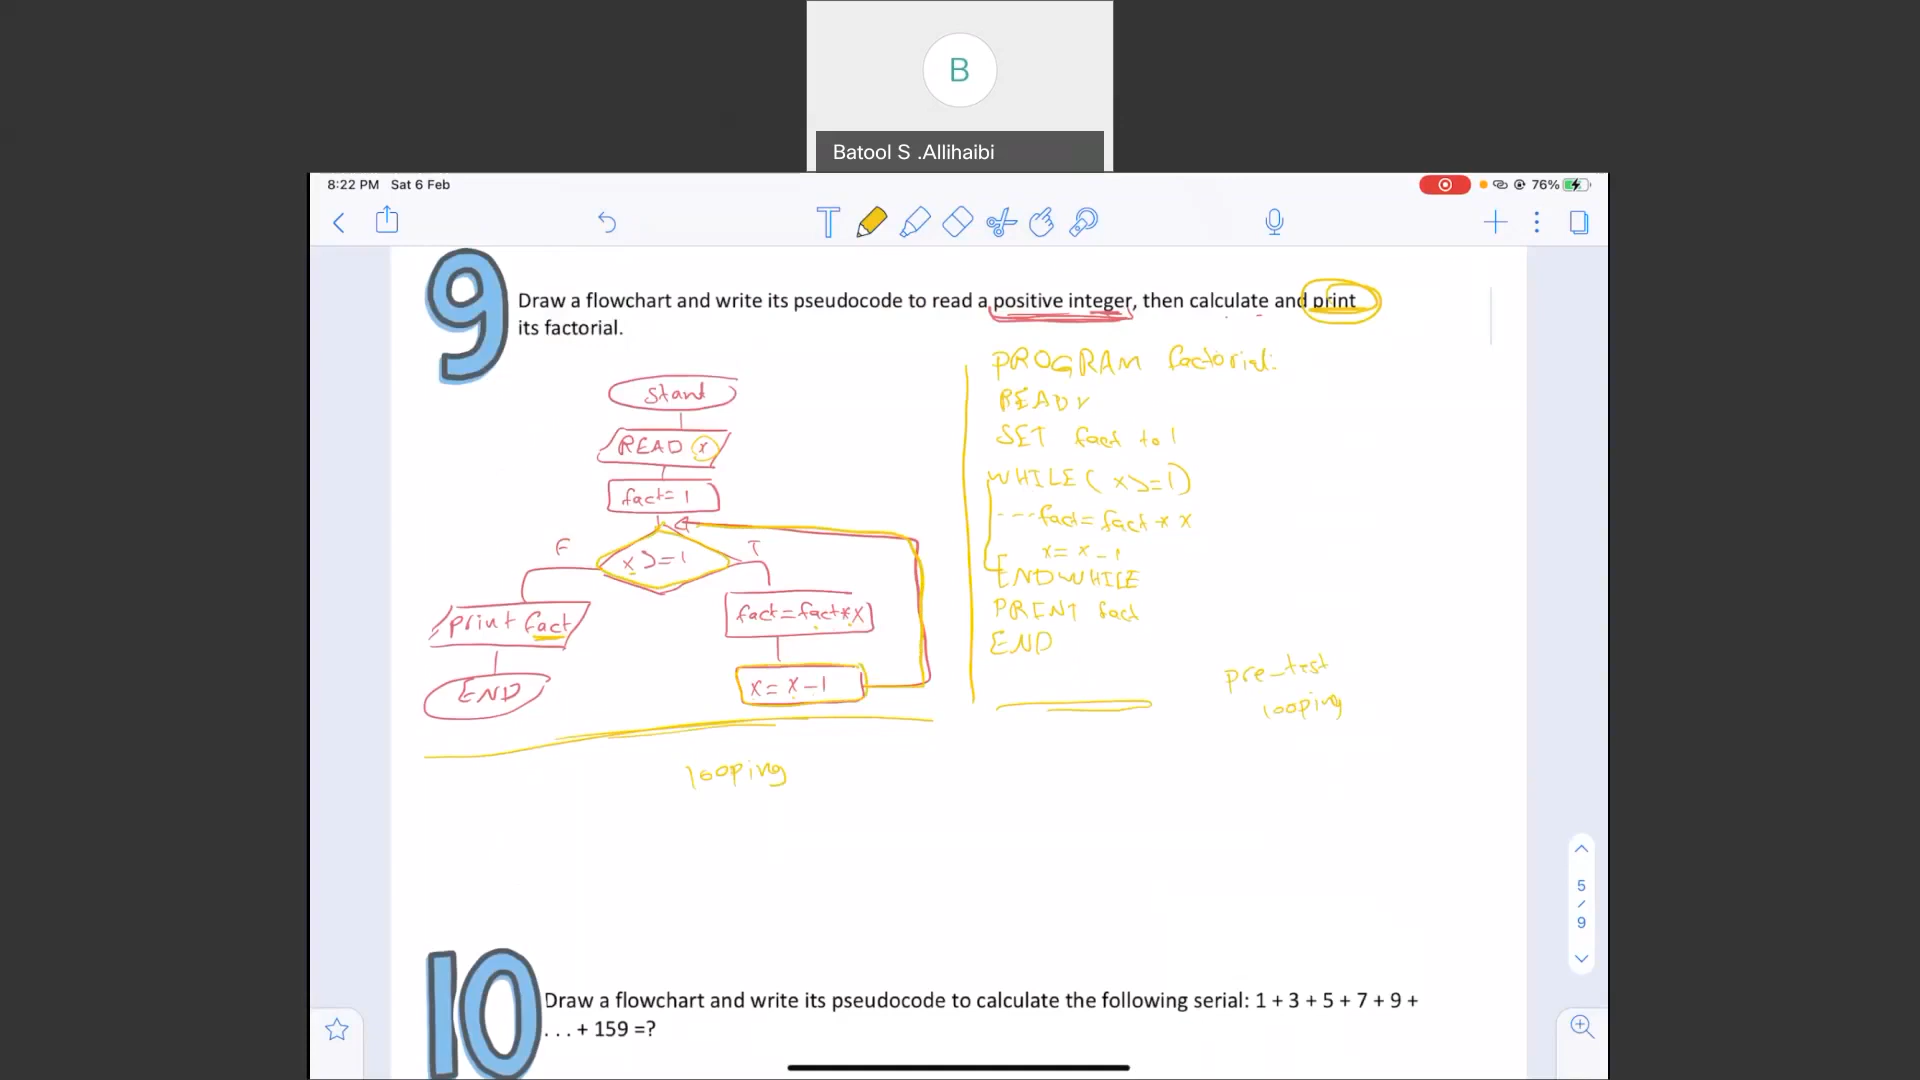 B
Batool S .Allihaibi
8:22 PM Sat 6 Feb
76%
T
9
Draw a flowchart and write its pseudocode to read a positive integer, then calculate and print
its factorial.
Start
READ x
fact=1
x>=1
F
T
print fact
END
fact=fact*x
x=x-1
looping
PROGRAM factorial:
READ x
SET fact to 1
WHILE(x>=1)
---fact=fact*x
x=x-1
ENDWHILE
PRINT fact
END
pre-test
looping
5
/
9
10
Draw a flowchart and write its pseudocode to calculate the following serial: 1 + 3 + 5 + 7 + 9 +
. . . + 159 =?